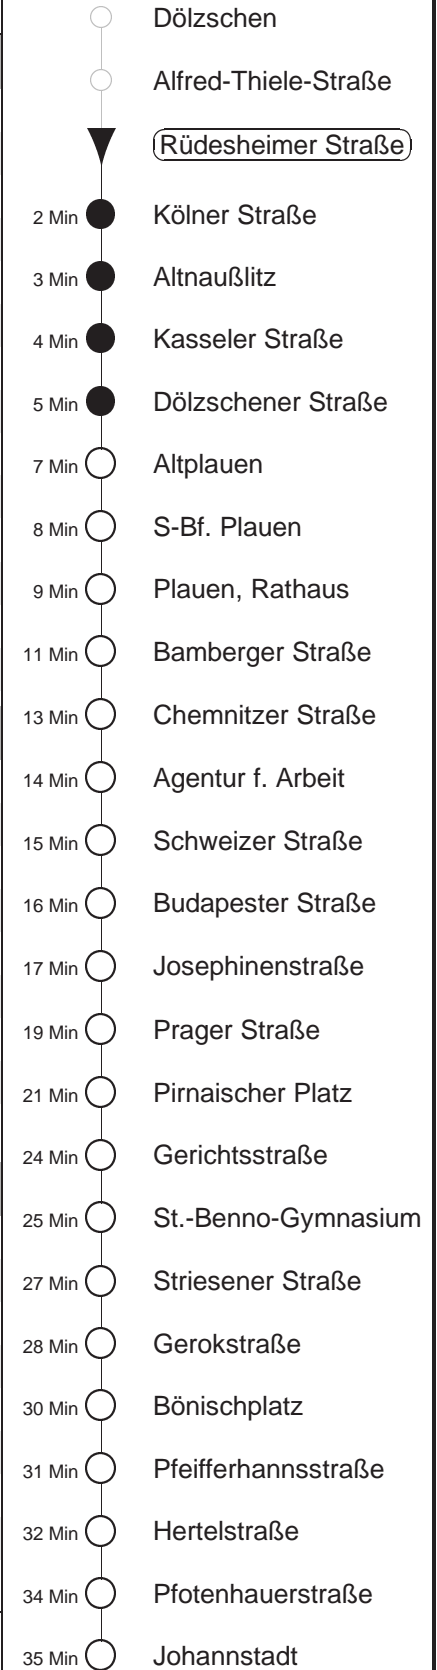 Dölzschen
Alfred-Thiele-Straße
Rüdesheimer Straße
2 Min Kölner Straße
3 Min Altnaußlitz
4 Min Kasseler Straße
5 Min Dölzschener Straße
7 Min Altplauen
8 Min S-Bf. Plauen
9 Min Plauen, Rathaus
11 Min Bamberger Straße
13 Min Chemnitzer Straße
14 Min Agentur f. Arbeit
15 Min Schweizer Straße
16 Min Budapester Straße
17 Min Josephinenstraße
19 Min Prager Straße
21 Min Pirnaischer Platz
24 Min Gerichtsstraße
25 Min St.-Benno-Gymnasium
27 Min Striesener Straße
28 Min Gerokstraße
30 Min Bönischplatz
31 Min Pfeifferhannsstraße
32 Min Hertelstraße
34 Min Pfotenhauerstraße
35 Min Johannstadt